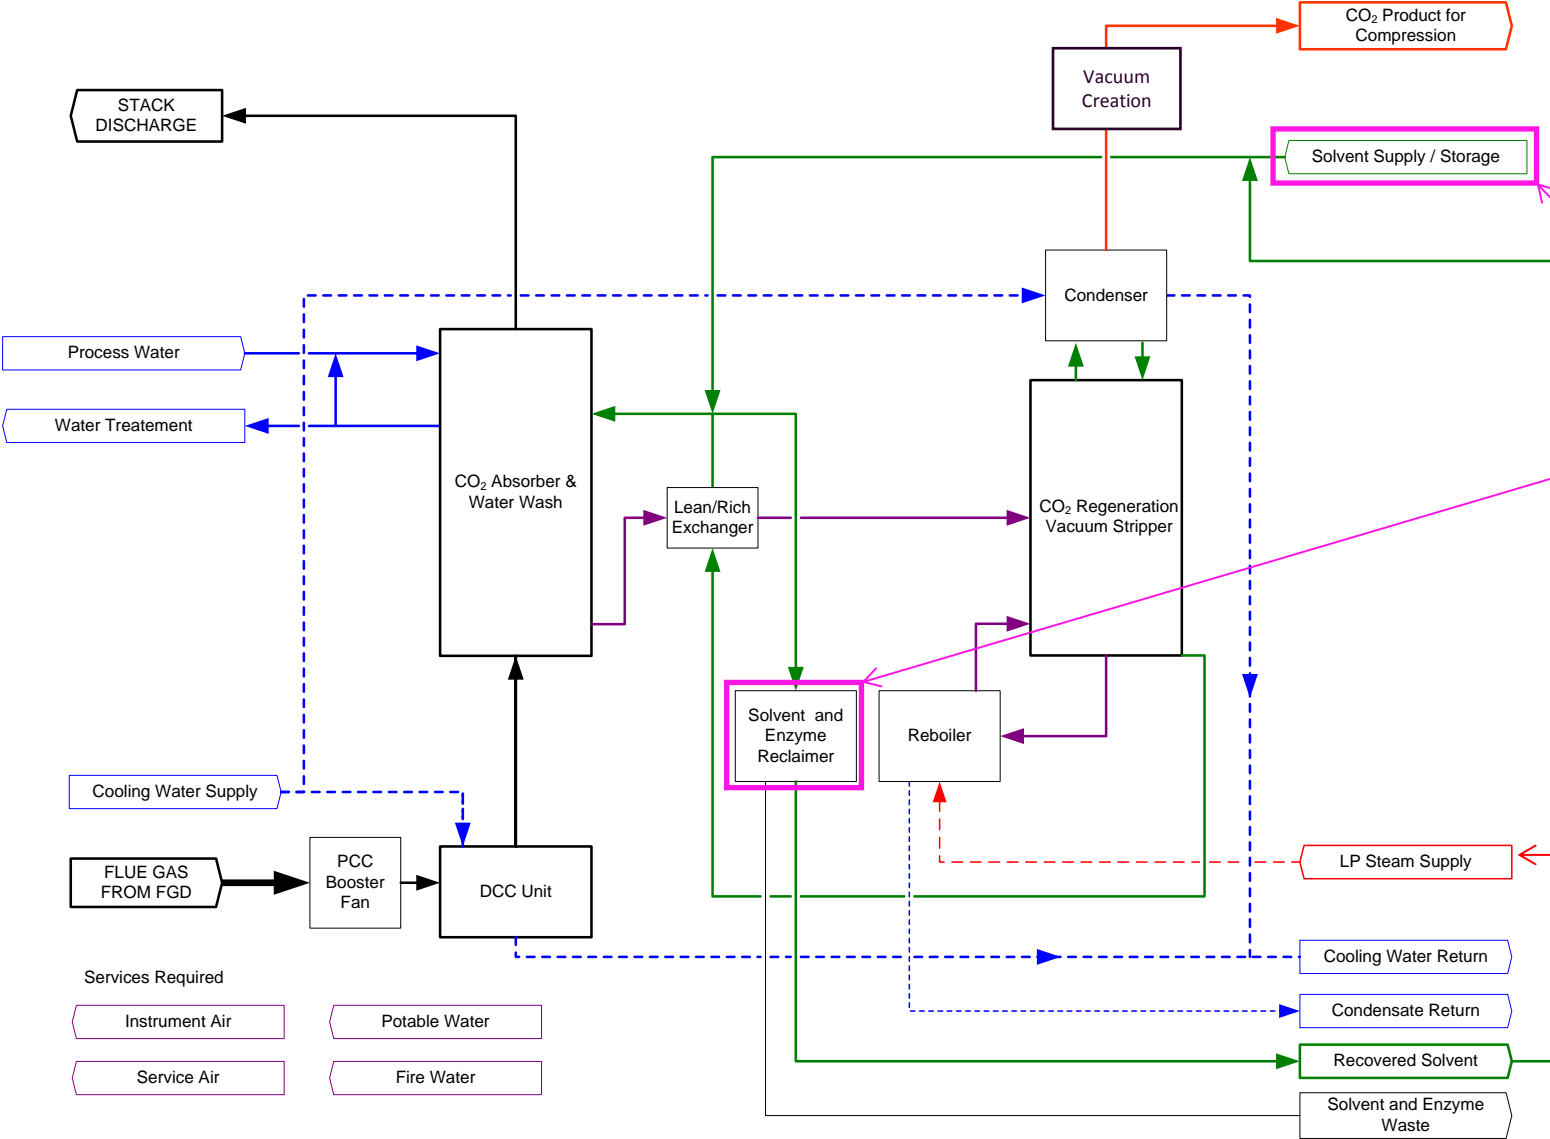 CO₂ Product for
Compression
Vacuum
Creation
STACK
DISCHARGE
Solvent Supply / Storage
Condenser
Process Water
Water Treatement
CO₂ Absorber &
Water Wash
Lean/Rich
Exchanger
CO₂ Regeneration
Vacuum Stripper
Solvent and
Enzyme
Reclaimer
Reboiler
Cooling Water Supply
FLUE GAS
FROM FGD
PCC
Booster
Fan
DCC Unit
LP Steam Supply
Cooling Water Return
Services Required
Instrument Air
Potable Water
Condensate Return
Service Air
Fire Water
Recovered Solvent
Solvent and Enzyme
Waste